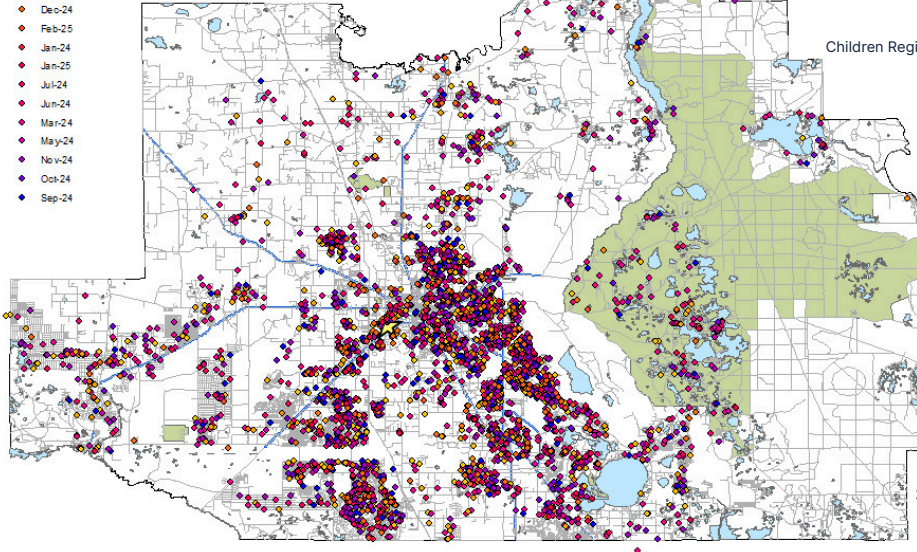 Dec-24
Feb-25
Jan-24
Jan-25
Jul-24
Jun-24
Mar-24
May-24
Nov-24
Oct-24
Sep-24
Children Regi